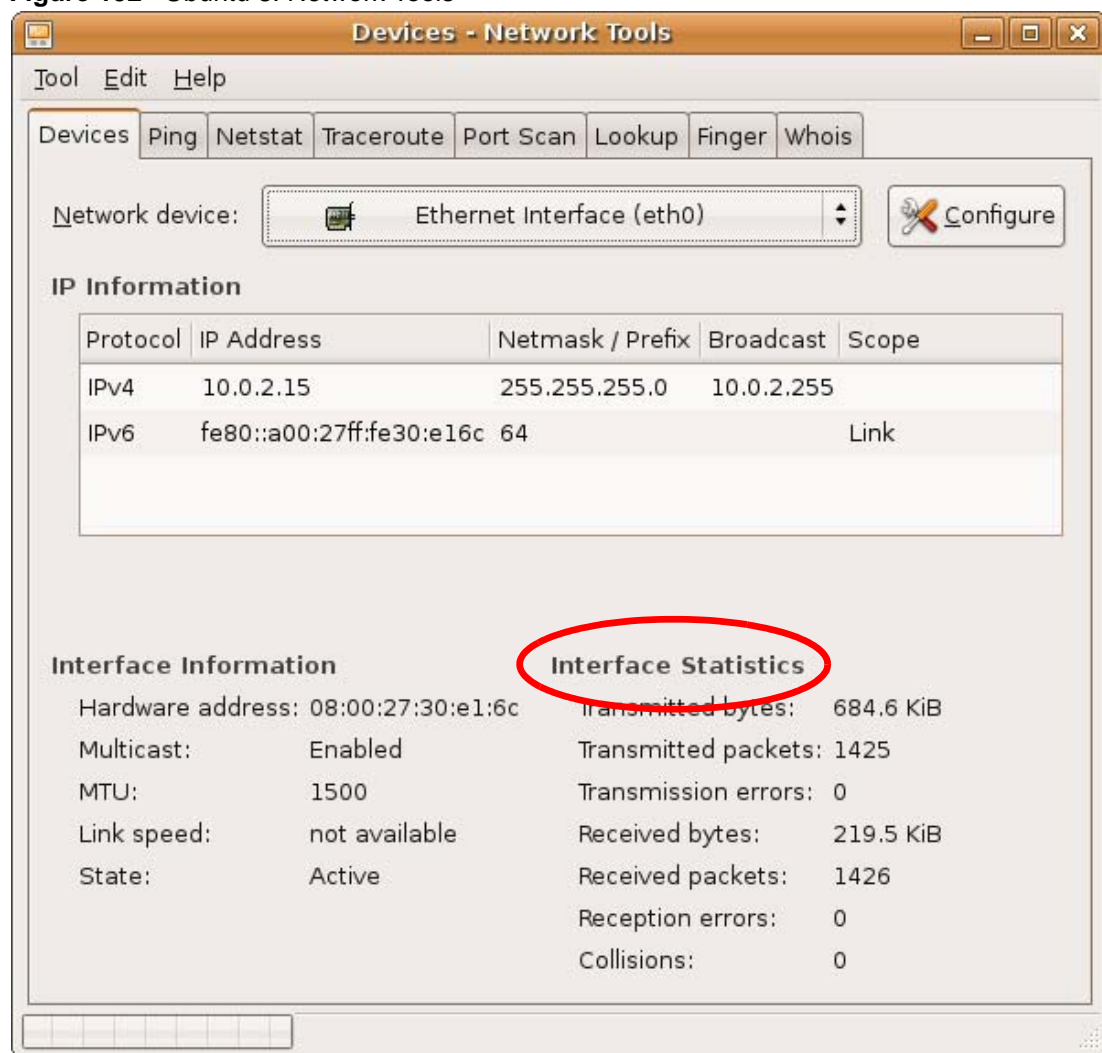 Devices - Network Tools
Tool Edit Help
Devices Ping Netstat Traceroute Port Scan Lookup Finger Whois
Network device: Ethernet Interface (eth0) Configure
IP Information
Protocol IP Address Netmask / Prefix Broadcast Scope
IPv4 10.0.2.15 255.255.255.0 10.0.2.255
IPv6 fe80::a00:27ff:fe30:e16c 64 Link
Interface Information
Hardware address: 08:00:27:30:e1:6c
Multicast: Enabled
MTU: 1500
Link speed: not available
State: Active
Interface Statistics
Transmitted bytes: 684.6 KiB
Transmitted packets: 1425
Transmission errors: 0
Received bytes: 219.5 KiB
Received packets: 1426
Reception errors: 0
Collisions: 0